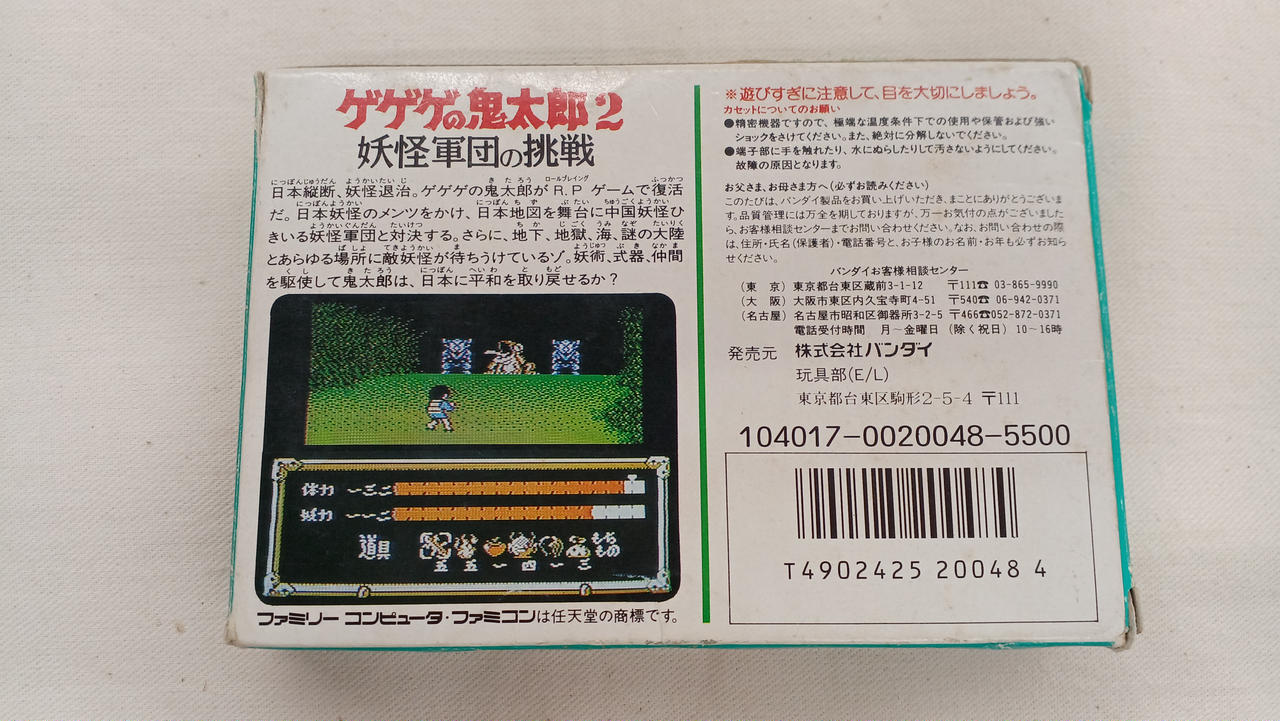 ゲゲゲの鬼太郎2
妖怪軍団の挑戦
日本縦断、妖怪退治。ゲゲゲの鬼太郎がR.Pゲームで復活
だ。日本妖怪のメンツをかけ、日本地図を舞台に中国妖怪ひ
きいる妖怪軍団と対決する。さらに、地下、地獄、海、謎の大陸
とあらゆる場所に敵妖怪が待ちうけているゾ。妖術、式器、仲間
を駆使して鬼太郎は、日本に平和を取り戻せるか？
体力 一三二
妖力 一一二
道具
もち
もの
五 五 一 四 一 三
ファミリーコンピュータ・ファミコンは任天堂の商標です。
※遊びすぎに注意して、目を大切にしましょう。
カセットについてのお願い
●精密機器ですので、極端な温度条件下での使用や保管および強い
ショックをさけてください。また、絶対に分解しないでください。
●端子部に手を触れたり、水にぬらしたりして汚さないようにしてください。
故障の原因となります。
お父さま、お母さま方へ(必ずお読みください)
このたびは、バンダイ製品をお買い上げいただき、まことにありがとうございま
す。品質管理には万全を期しておりますが、万一お気付の点がございました
ら、お客様相談センターまでお問い合わせください。なお、お問い合わせの際
は、住所・氏名(保護者)・電話番号と、お子様のお名前・お年も必ずお知ら
せください。
バンダイお客様相談センター
(東 京) 東京都台東区蔵前3-1-12 〒111☎ 03-865-9990
(大 阪) 大阪市東区内久宝寺町4-51 〒540☎ 06-942-0371
(名古屋) 名古屋市昭和区御器所3-2-5 〒466☎052-872-0371
電話受付時間 月～金曜日(除く祝日)10～16時
発売元 株式会社バンダイ
玩具部(E/L)
東京都台東区駒形2-5-4 〒111
104017-0020048-5500
T4902425 20048 4